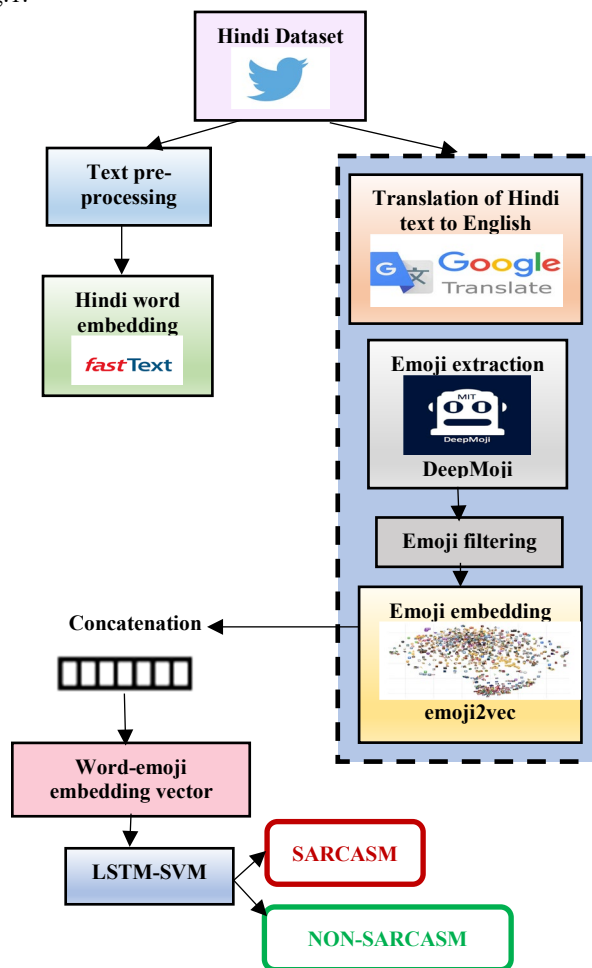 Hindi Dataset
Text pre-
processing
Hindi word
embedding
fastText
Translation of Hindi
text to English
G 文
Google
Translate
Emoji extraction
MIT
DeepMoji
DeepMoji
Emoji filtering
Emoji embedding
emoji2vec
Concatenation
Word-emoji
embedding vector
LSTM-SVM
SARCASM
NON-SARCASM